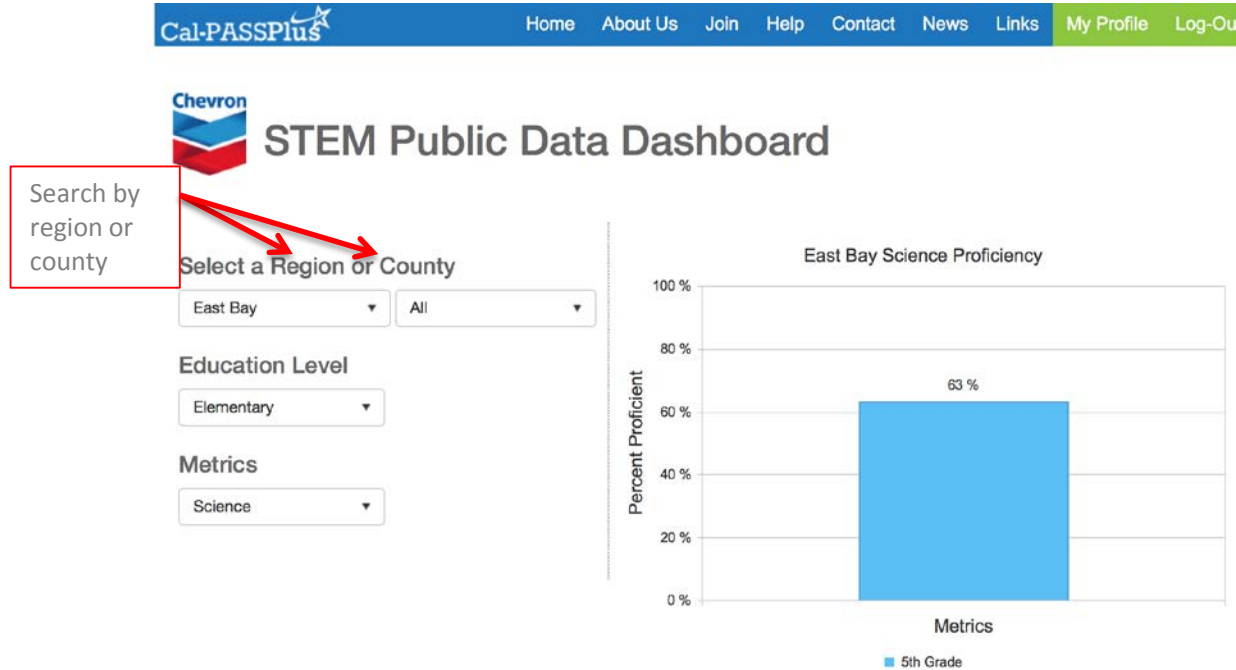 Cal-PASSPlus Home About Us Join Help Contact News Links My Profile Log-Ou
Chevron
STEM Public Data Dashboard
Search by
region or
county
Select a Region or County
East Bay ▼ All ▼
Education Level
Elementary ▼
Metrics
Science ▼
East Bay Science Proficiency
100 %
80 %
60 %
40 %
20 %
0 %
Percent Proficient
63 %
Metrics
5th Grade